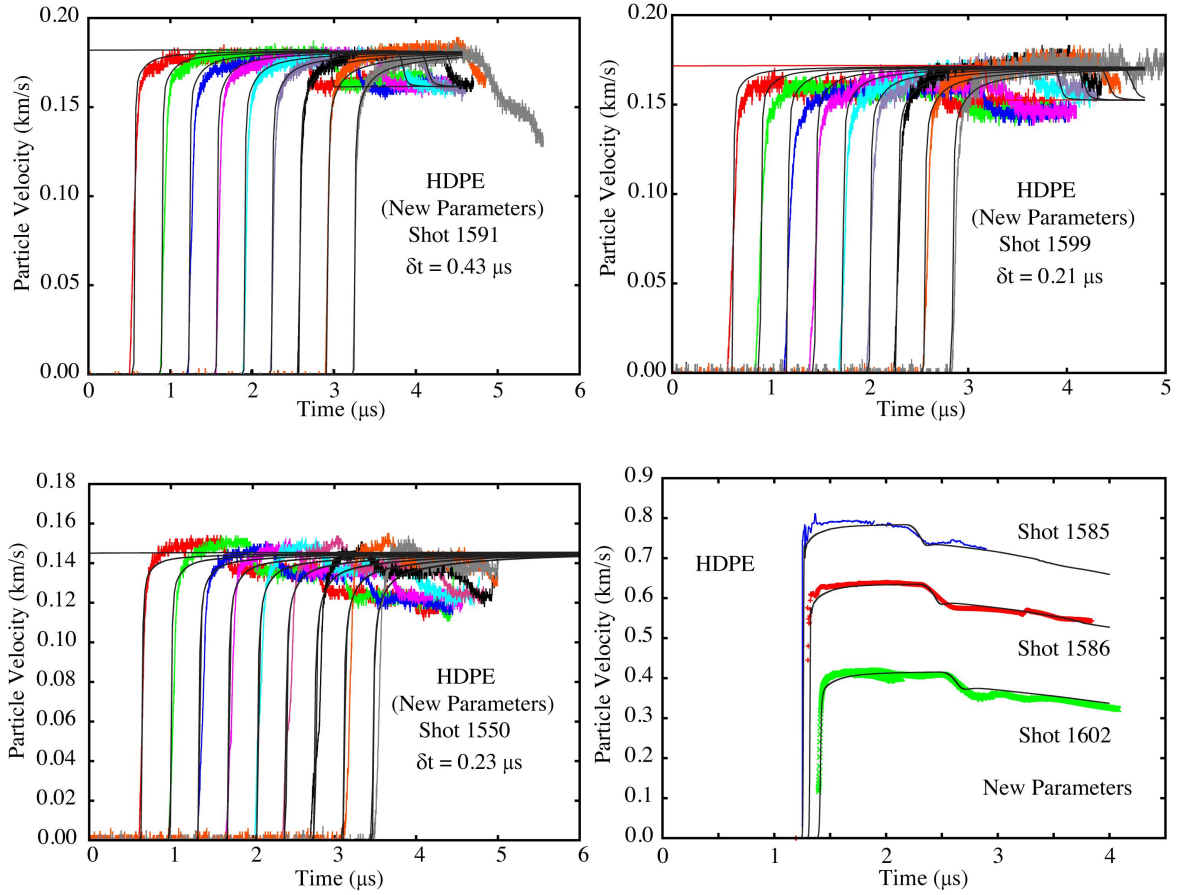 0.20
0.15
0.10
0.05
0.00
Particle Velocity (km/s)
HDPE
(New Parameters)
Shot 1591
δt = 0.43 μs
0 1 2 3 4 5 6
Time (μs)
0.20
0.15
0.10
0.05
0.00
Particle Velocity (km/s)
HDPE
(New Parameters)
Shot 1599
δt = 0.21 μs
0 1 2 3 4 5
Time (μs)
0.18
0.16
0.14
0.12
0.10
0.08
0.06
0.04
0.02
0.00
Particle Velocity (km/s)
HDPE
(New Parameters)
Shot 1550
δt = 0.23 μs
0 1 2 3 4 5 6
Time (μs)
0.9
0.8
0.7
0.6
0.5
0.4
0.3
0.2
0.1
0.0
Particle Velocity (km/s)
HDPE
Shot 1585
Shot 1586
Shot 1602
New Parameters
1 2 3 4
Time (μs)